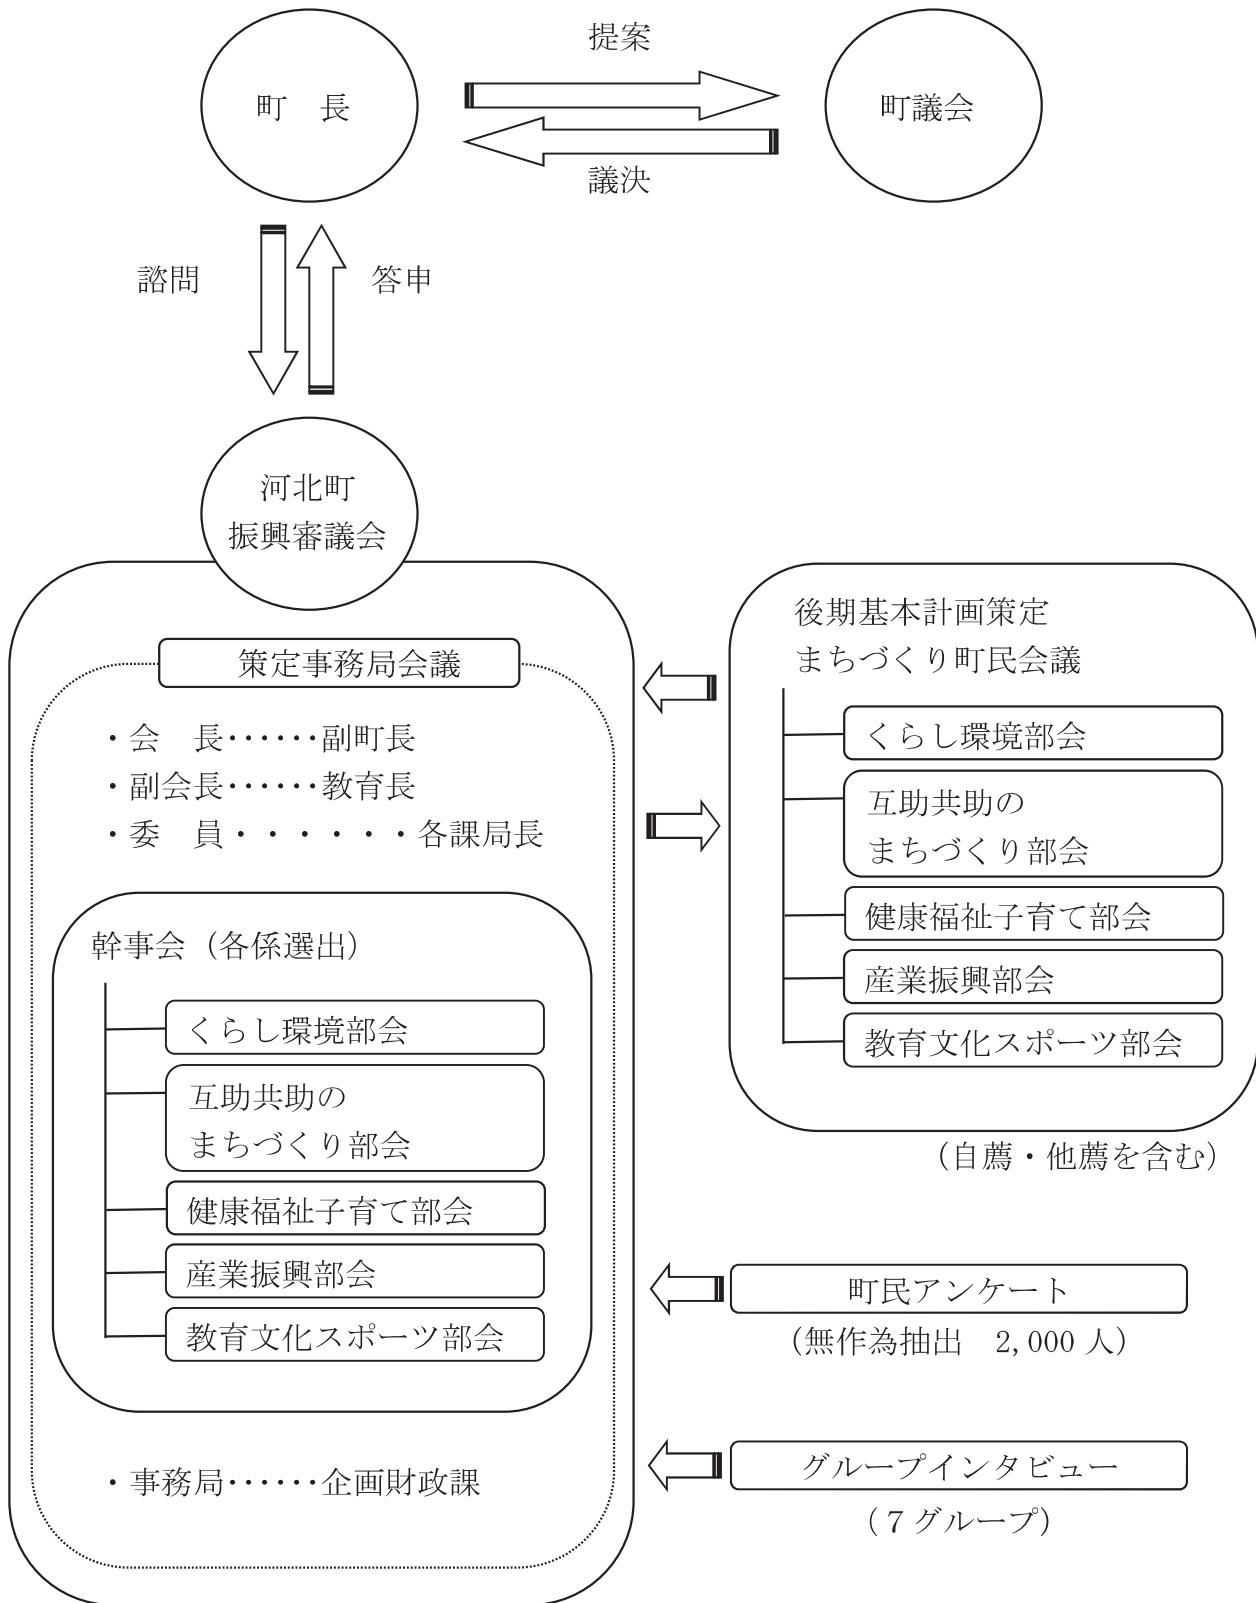 提案
町　長
町議会
議決
諮問
答申
河北町
振興審議会
策定事務局会議
・会　長……副町長
・副会長……教育長
・委　員・・・・・・各課局長
幹事会（各係選出）
くらし環境部会
互助共助の
まちづくり部会
健康福祉子育て部会
産業振興部会
教育文化スポーツ部会
・事務局……企画財政課
後期基本計画策定
まちづくり町民会議
くらし環境部会
互助共助の
まちづくり部会
健康福祉子育て部会
産業振興部会
教育文化スポーツ部会
（自薦・他薦を含む）
町民アンケート
（無作為抽出　2,000 人）
グループインタビュー
（７グループ）